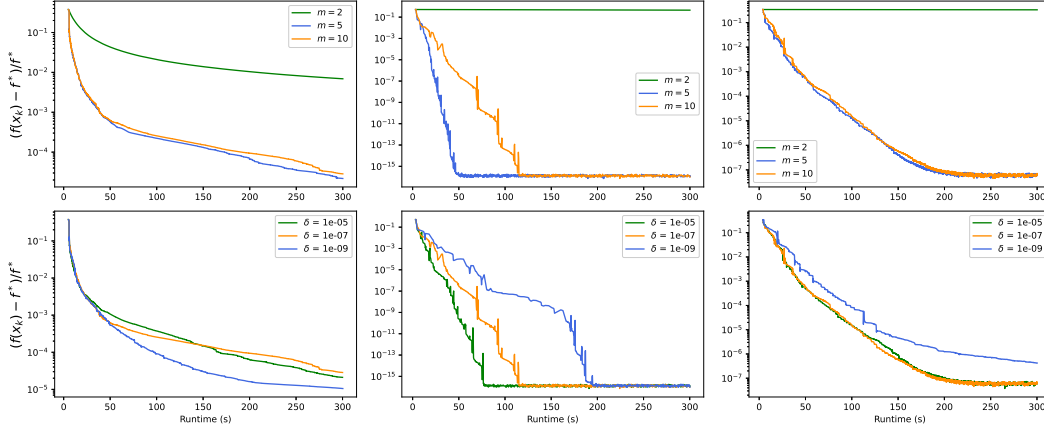 (f(x_k) − f*)/f*
10^−1
10^−2
10^−3
10^−4
0 50 100 150 200 250 300
m = 2
m = 5
m = 10
10^−1
10^−3
10^−5
10^−7
10^−9
10^−11
10^−13
10^−15
0 50 100 150 200 250 300
m = 2
m = 5
m = 10
10^−1
10^−2
10^−3
10^−4
10^−5
10^−6
10^−7
0 50 100 150 200 250 300
m = 2
m = 5
m = 10
(f(x_k) − f*)/f*
10^−1
10^−2
10^−3
10^−4
10^−5
0 50 100 150 200 250 300
Runtime (s)
δ = 1e-05
δ = 1e-07
δ = 1e-09
10^−1
10^−3
10^−5
10^−7
10^−9
10^−11
10^−13
10^−15
0 50 100 150 200 250 300
Runtime (s)
δ = 1e-05
δ = 1e-07
δ = 1e-09
10^−1
10^−2
10^−3
10^−4
10^−5
10^−6
10^−7
0 50 100 150 200 250 300
Runtime (s)
δ = 1e-05
δ = 1e-07
δ = 1e-09